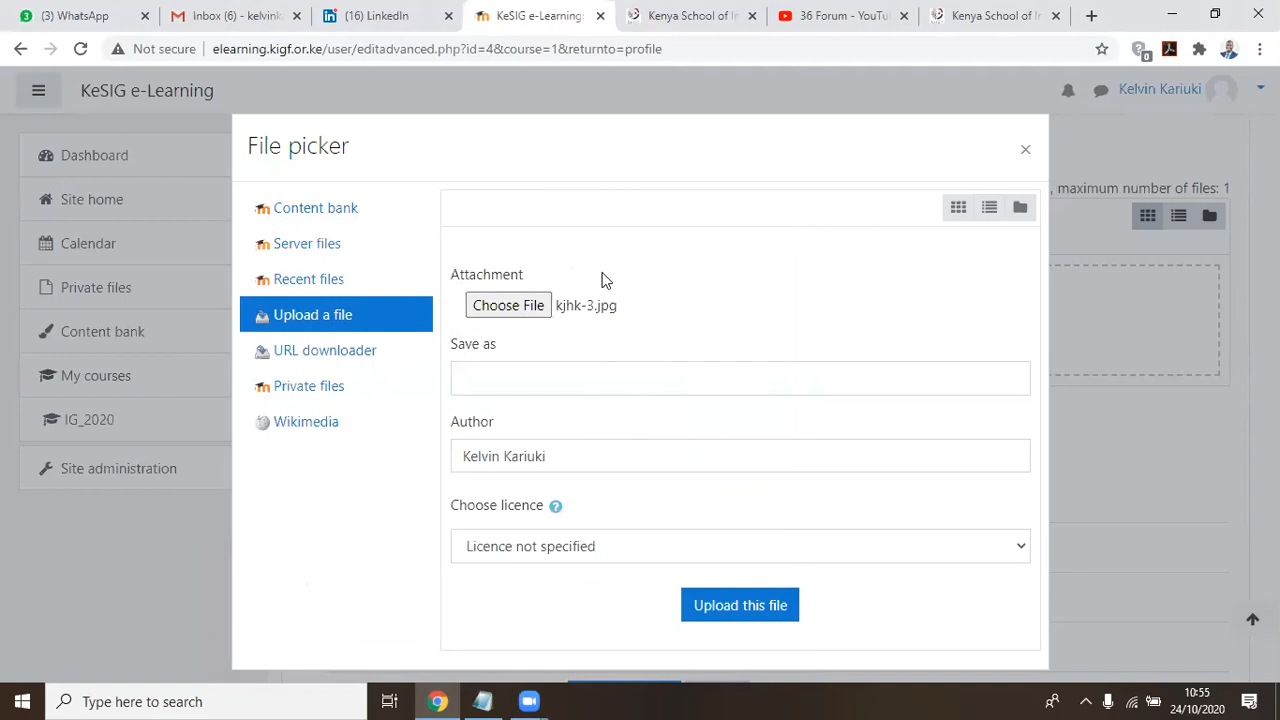 (3) WhatsApp
Inbox (6) - kelvink
(16) LinkedIn
KeSIG e-Learning:
Kenya School of In
36 Forum - YouTu
Kenya School of Ir
Not secure
elearning.kigf.or.ke/user/editadvanced.php?id=4&course=1&returnto=profile
0
KeSIG e-Learning
Kelvin Kariuki
File picker
Dashboard
Site home
Calendar
Private files
Content bank
My courses
IG_2020
Site administration
, maximum number of files: 1
Content bank
Server files
Recent files
Upload a file
URL downloader
Private files
Wikimedia
Attachment
Choose File kjhk-3.jpg
Save as
Author
Kelvin Kariuki
Choose licence
Licence not specified
Upload this file
Type here to search
10:55
24/10/2020